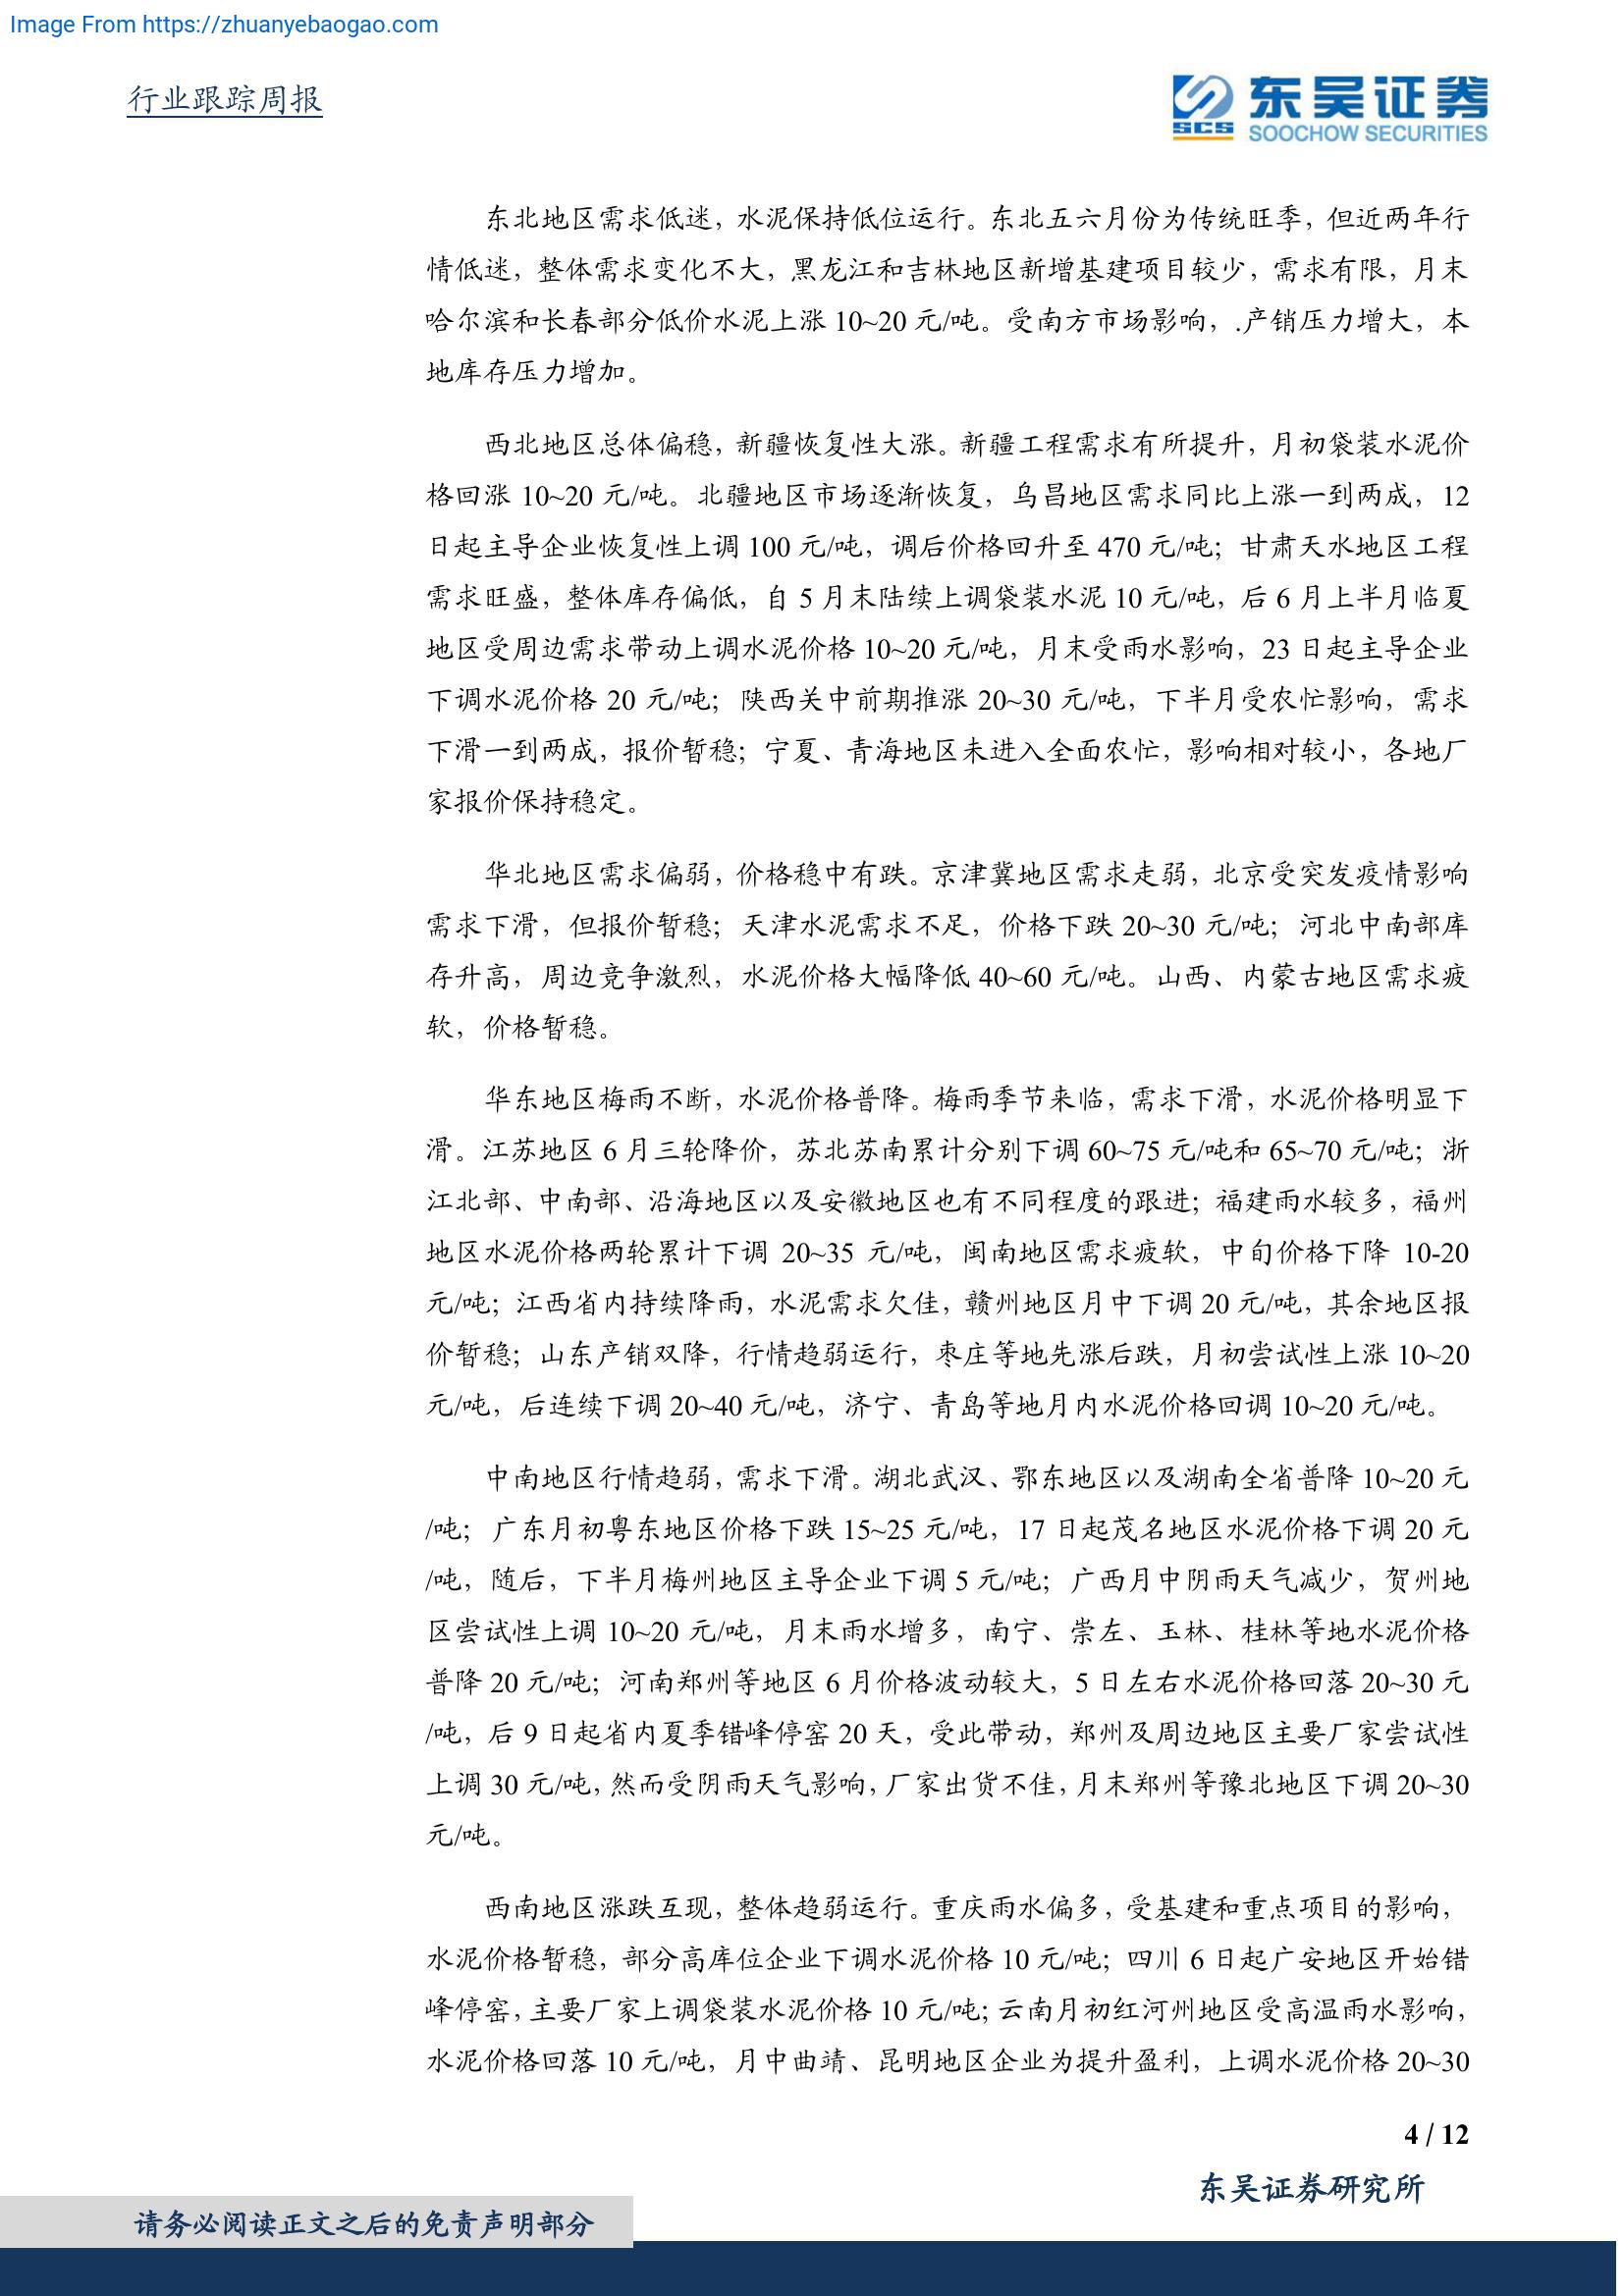 Image From https://zhuanyebaogao.com
行业跟踪周报
东吴证券
SCS
SOOCHOW SECURITIES
东北地区需求低迷，水泥保持低位运行。东北五六月份为传统旺季，但近两年行
情低迷，整体需求变化不大，黑龙江和吉林地区新增基建项目较少，需求有限，月末
哈尔滨和长春部分低价水泥上涨 10~20 元/吨。受南方市场影响，.产销压力增大，本
地库存压力增加。
西北地区总体偏稳，新疆恢复性大涨。新疆工程需求有所提升，月初袋装水泥价
格回涨 10~20 元/吨。北疆地区市场逐渐恢复，乌昌地区需求同比上涨一到两成，12
日起主导企业恢复性上调 100 元/吨，调后价格回升至 470 元/吨；甘肃天水地区工程
需求旺盛，整体库存偏低，自 5 月末陆续上调袋装水泥 10 元/吨，后 6 月上半月临夏
地区受周边需求带动上调水泥价格 10~20 元/吨，月末受雨水影响，23 日起主导企业
下调水泥价格 20 元/吨；陕西关中前期推涨 20~30 元/吨，下半月受农忙影响，需求
下滑一到两成，报价暂稳；宁夏、青海地区未进入全面农忙，影响相对较小，各地厂
家报价保持稳定。
华北地区需求偏弱，价格稳中有跌。京津冀地区需求走弱，北京受突发疫情影响
需求下滑，但报价暂稳；天津水泥需求不足，价格下跌 20~30 元/吨；河北中南部库
存升高，周边竞争激烈，水泥价格大幅降低 40~60 元/吨。山西、内蒙古地区需求疲
软，价格暂稳。
华东地区梅雨不断，水泥价格普降。梅雨季节来临，需求下滑，水泥价格明显下
滑。江苏地区 6 月三轮降价，苏北苏南累计分别下调 60~75 元/吨和 65~70 元/吨；浙
江北部、中南部、沿海地区以及安徽地区也有不同程度的跟进；福建雨水较多，福州
地区水泥价格两轮累计下调 20~35 元/吨，闽南地区需求疲软，中旬价格下降 10-20
元/吨；江西省内持续降雨，水泥需求欠佳，赣州地区月中下调 20 元/吨，其余地区报
价暂稳；山东产销双降，行情趋弱运行，枣庄等地先涨后跌，月初尝试性上涨 10~20
元/吨，后连续下调 20~40 元/吨，济宁、青岛等地月内水泥价格回调 10~20 元/吨。
中南地区行情趋弱，需求下滑。湖北武汉、鄂东地区以及湖南全省普降 10~20 元
/吨；广东月初粤东地区价格下跌 15~25 元/吨，17 日起茂名地区水泥价格下调 20 元
/吨，随后，下半月梅州地区主导企业下调 5 元/吨；广西月中阴雨天气减少，贺州地
区尝试性上调 10~20 元/吨，月末雨水增多，南宁、崇左、玉林、桂林等地水泥价格
普降 20 元/吨；河南郑州等地区 6 月价格波动较大，5 日左右水泥价格回落 20~30 元
/吨，后 9 日起省内夏季错峰停窑 20 天，受此带动，郑州及周边地区主要厂家尝试性
上调 30 元/吨，然而受阴雨天气影响，厂家出货不佳，月末郑州等豫北地区下调 20~30
元/吨。
西南地区涨跌互现，整体趋弱运行。重庆雨水偏多，受基建和重点项目的影响，
水泥价格暂稳，部分高库位企业下调水泥价格 10 元/吨；四川 6 日起广安地区开始错
峰停窑，主要厂家上调袋装水泥价格 10 元/吨；云南月初红河州地区受高温雨水影响，
水泥价格回落 10 元/吨，月中曲靖、昆明地区企业为提升盈利，上调水泥价格 20~30
4 / 12
东吴证券研究所
请务必阅读正文之后的免责声明部分